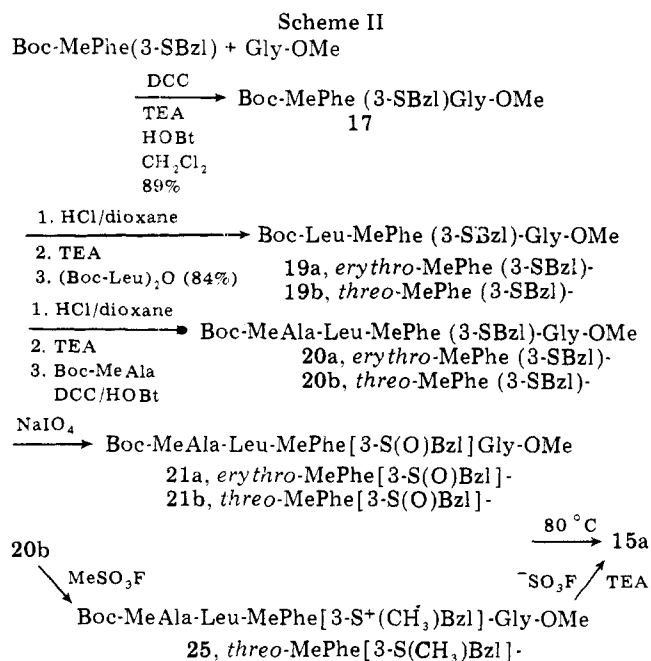 Scheme II
Boc-MePhe(3-SBzl) + Gly-OMe
DCC
TEA
HOBt
CH₂Cl₂
89%
Boc-MePhe (3-SBzl)Gly-OMe
17
1. HCl/dioxane
2. TEA
3. (Boc-Leu)₂O (84%)
Boc-Leu-MePhe (3-SBzl)-Gly-OMe
19a, erythro-MePhe (3-SBzl)-
19b, threo-MePhe (3-SBzl)-
1. HCl/dioxane
2. TEA
3. Boc-MeAla
DCC/HOBt
Boc-MeAla-Leu-MePhe (3-SBzl)-Gly-OMe
20a, erythro-MePhe (3-SBzl)-
20b, threo-MePhe (3-SBzl)-
NaIO₄
Boc-MeAla-Leu-MePhe[3-S(O)Bzl]Gly-OMe
21a, erythro-MePhe[3-S(O)Bzl]-
21b, threo-MePhe[3-S(O)Bzl]-
80 °C
15a
20b
MeSO₃F
⁻SO₃F
TEA
Boc-MeAla-Leu-MePhe[3-S⁺(CH₃)Bzl]-Gly-OMe
25, threo-MePhe[3-S(CH₃)Bzl]-